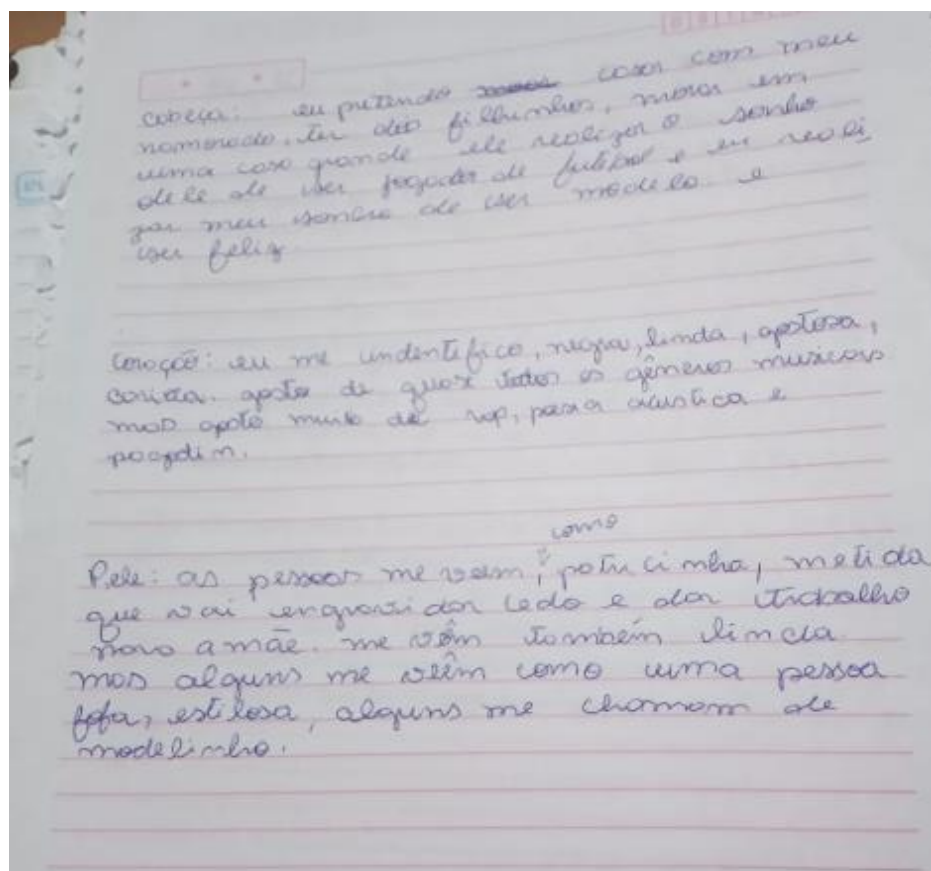 cabeça: eu pretendo casar com meu
namorado, ter dois filhinhos, morar em
uma casa grande ele realizar o sonho
dele de ser jogador de futebol e eu reali
zar meu sonho de ser modelo e
ser feliz
Coração: eu me indentifico, negra, linda, gostosa,
gosto de quase todos os gêneros musicais
mas gosto muito de rap, poesia acustica e
pagodin.
como
Pele: as pessoas me veem, patricinha, metida
que vai engravidar cedo e dar trabalho
para a mãe. me vêm também linda
mas alguns me vêem como uma pessoa
fofa, estilosa, alguns me chamam de
modelinho.